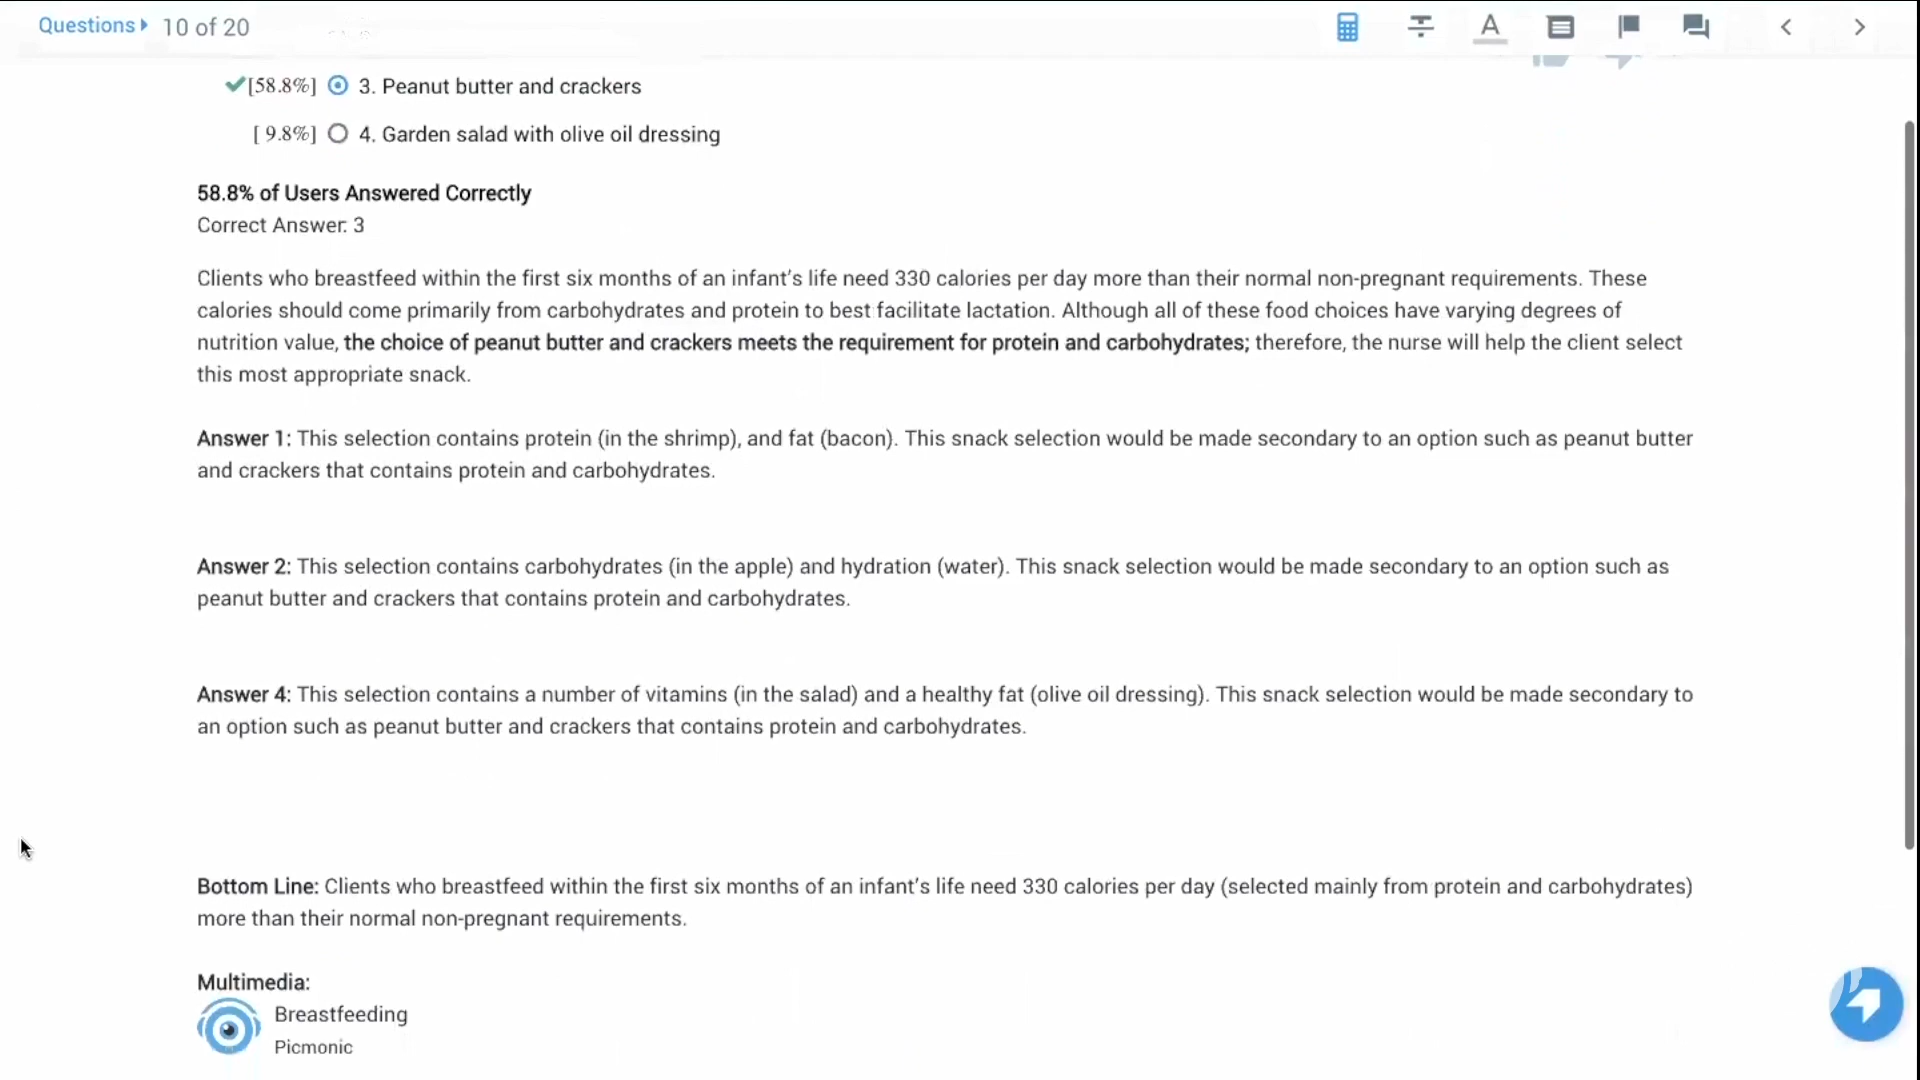 Questions 10 of 20
A
[58.8%] 3. Peanut butter and crackers
[ 9.8%] 4. Garden salad with olive oil dressing
58.8% of Users Answered Correctly
Correct Answer: 3
Clients who breastfeed within the first six months of an infant's life need 330 calories per day more than their normal non-pregnant requirements. These
calories should come primarily from carbohydrates and protein to best facilitate lactation. Although all of these food choices have varying degrees of
nutrition value, the choice of peanut butter and crackers meets the requirement for protein and carbohydrates; therefore, the nurse will help the client select
this most appropriate snack.
Answer 1: This selection contains protein (in the shrimp), and fat (bacon). This snack selection would be made secondary to an option such as peanut butter
and crackers that contains protein and carbohydrates.
Answer 2: This selection contains carbohydrates (in the apple) and hydration (water). This snack selection would be made secondary to an option such as
peanut butter and crackers that contains protein and carbohydrates.
Answer 4: This selection contains a number of vitamins (in the salad) and a healthy fat (olive oil dressing). This snack selection would be made secondary to
an option such as peanut butter and crackers that contains protein and carbohydrates.
Bottom Line: Clients who breastfeed within the first six months of an infant's life need 330 calories per day (selected mainly from protein and carbohydrates)
more than their normal non-pregnant requirements.
Multimedia:
Breastfeeding
Picmonic